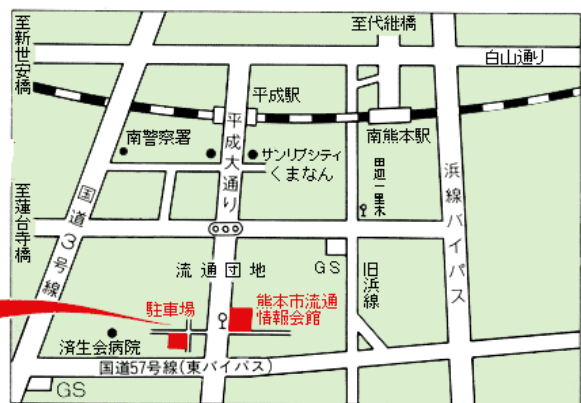 至代継橋
至新世安橋
白山通り
平成駅
南警察署
平成大通り
サンリブシティ
くまなん
南熊本駅
田迎一里木
浜線バイパス
至蓮台寺橋
国道3号線
流通団地
GS
旧浜線
駐車場
熊本市流通
情報会館
済生会病院
国道57号線(東バイパス)
GS